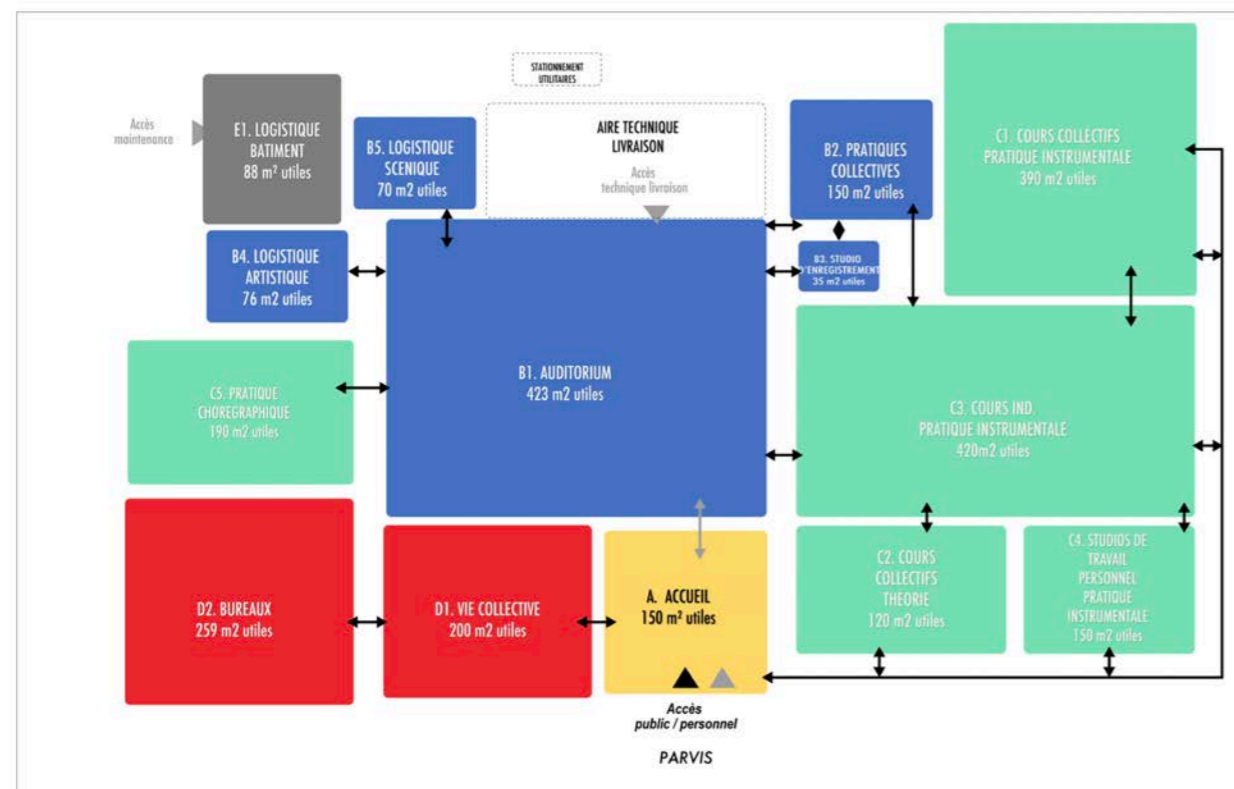 STATIONNEMENT
UTILITAIRES
Accès
maintenance
E1. LOGISTIQUE
BATIMENT
88 m² utiles
B5. LOGISTIQUE
SCENIQUE
70 m2 utiles
AIRE TECHNIQUE
LIVRAISON
Accès
technique livraison
B2. PRATIQUES
COLLECTIVES
150 m2 utiles
C1. COURS COLLECTIFS
PRATIQUE INSTRUMENTALE
390 m2 utiles
B4. LOGISTIQUE
ARTISTIQUE
76 m2 utiles
B3. STUDIO
D'ENREGISTREMENT
35 m2 utiles
C5. PRATIQUE
CHOREGRAPHIQUE
190 m2 utiles
B1. AUDITORIUM
423 m2 utiles
C3. COURS IND.
PRATIQUE INSTRUMENTALE
420m2 utiles
D2. BUREAUX
259 m2 utiles
D1. VIE COLLECTIVE
200 m2 utiles
A. ACCUEIL
150 m² utiles
C2. COURS
COLLECTIFS
THEORIE
120 m2 utiles
C4. STUDIOS DE
TRAVAIL
PERSONNEL
PRATIQUE
INSTRUMENTALE
150 m2 utiles
Accès
public / personnel
PARVIS